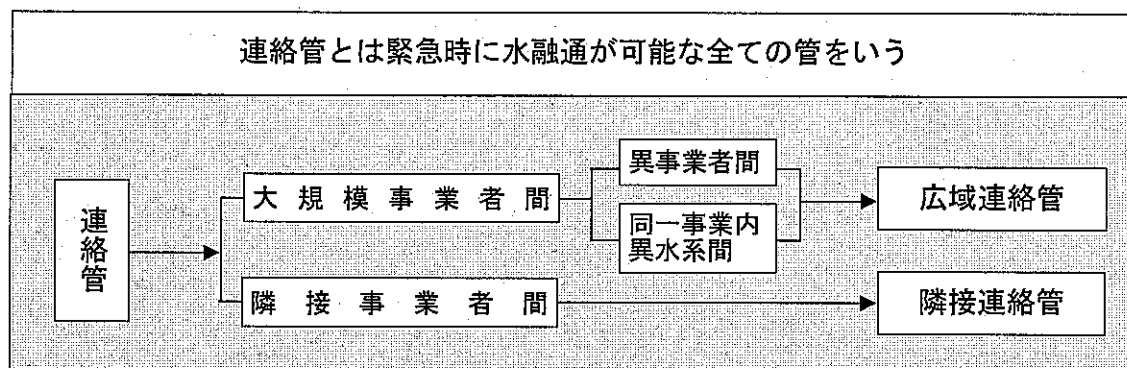 連絡管とは緊急時に水融通が可能な全ての管をいう
連絡管
大規模事業者間
異事業者間
同一事業内
異水系間
広域連絡管
隣接事業者間
隣接連絡管